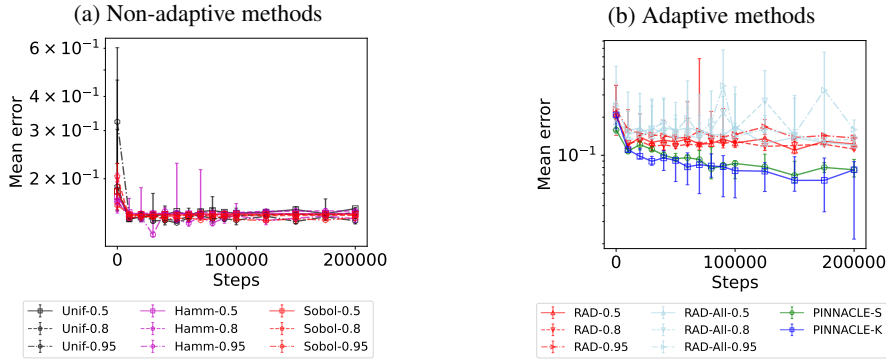 (a) Non-adaptive methods
6 × 10⁻¹
4 × 10⁻¹
3 × 10⁻¹
2 × 10⁻¹
Mean error
0 100000 200000
Steps
Unif-0.5 Hamm-0.5 Sobol-0.5
Unif-0.8 Hamm-0.8 Sobol-0.8
Unif-0.95 Hamm-0.95 Sobol-0.95
(b) Adaptive methods
Mean error
10⁻¹
0 100000 200000
Steps
RAD-0.5 RAD-All-0.5 PINNACLE-S
RAD-0.8 RAD-All-0.8 PINNACLE-K
RAD-0.95 RAD-All-0.95